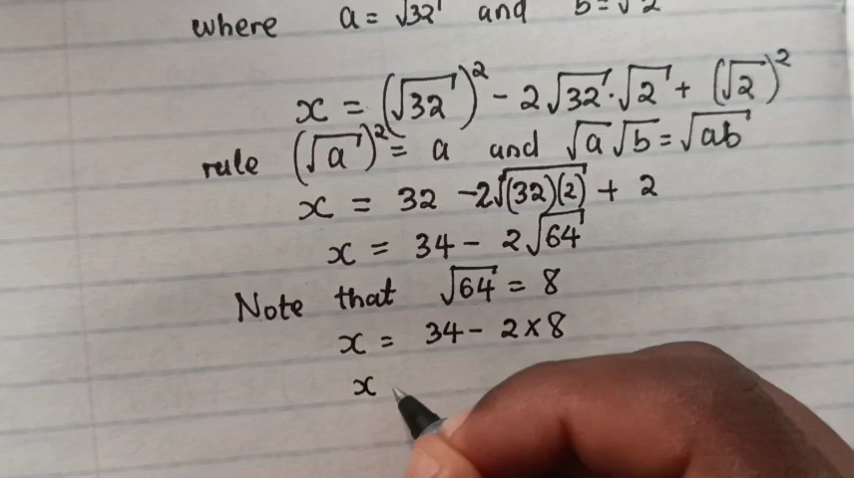 where a = √32 and b = √2
x = (√32)² - 2√32·√2 + (√2)²
rule (√a)² = a and √a √b = √ab
x = 32 - 2√(32)(2) + 2
x = 34 - 2√64
Note that √64 = 8
x = 34 - 2×8
x